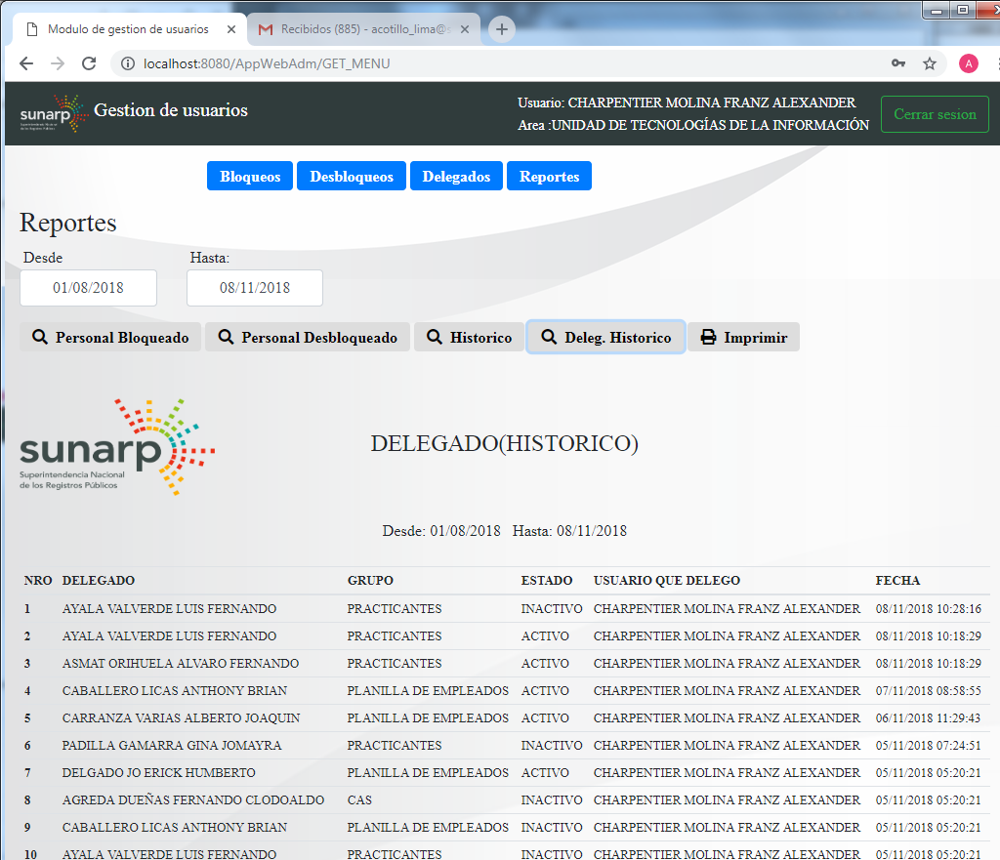 Modulo de gestion de usuarios
Recibidos (885) - acotillo_lima@
localhost:8080/AppWebAdm/GET_MENU
A
sunarp
Superintendencia Nacional
de los Registros Públicos
Gestion de usuarios
Usuario: CHARPENTIER MOLINA FRANZ ALEXANDER
Area :UNIDAD DE TECNOLOGÍAS DE LA INFORMACIÓN
Cerrar sesion
Bloqueos Desbloqueos Delegados Reportes
Reportes
Desde Hasta:
01/08/2018 08/11/2018
Personal Bloqueado Personal Desbloqueado Historico Deleg. Historico Imprimir
sunarp
Superintendencia Nacional
de los Registros Públicos
DELEGADO(HISTORICO)
Desde: 01/08/2018 Hasta: 08/11/2018
NRO DELEGADO GRUPO ESTADO USUARIO QUE DELEGO FECHA
1 AYALA VALVERDE LUIS FERNANDO PRACTICANTES INACTIVO CHARPENTIER MOLINA FRANZ ALEXANDER 08/11/2018 10:28:16
2 AYALA VALVERDE LUIS FERNANDO PRACTICANTES ACTIVO CHARPENTIER MOLINA FRANZ ALEXANDER 08/11/2018 10:18:29
3 ASMAT ORIHUELA ALVARO FERNANDO PRACTICANTES ACTIVO CHARPENTIER MOLINA FRANZ ALEXANDER 08/11/2018 10:18:29
4 CABALLERO LICAS ANTHONY BRIAN PLANILLA DE EMPLEADOS ACTIVO CHARPENTIER MOLINA FRANZ ALEXANDER 07/11/2018 08:58:55
5 CARRANZA VARIAS ALBERTO JOAQUIN PLANILLA DE EMPLEADOS ACTIVO CHARPENTIER MOLINA FRANZ ALEXANDER 06/11/2018 11:29:43
6 PADILLA GAMARRA GINA JOMAYRA PRACTICANTES INACTIVO CHARPENTIER MOLINA FRANZ ALEXANDER 05/11/2018 07:24:51
7 DELGADO JO ERICK HUMBERTO PLANILLA DE EMPLEADOS ACTIVO CHARPENTIER MOLINA FRANZ ALEXANDER 05/11/2018 05:20:21
8 AGREDA DUEÑAS FERNANDO CLODOALDO CAS INACTIVO CHARPENTIER MOLINA FRANZ ALEXANDER 05/11/2018 05:20:21
9 CABALLERO LICAS ANTHONY BRIAN PLANILLA DE EMPLEADOS INACTIVO CHARPENTIER MOLINA FRANZ ALEXANDER 05/11/2018 05:20:21
10 AYALA VALVERDE LUIS FERNANDO PRACTICANTES INACTIVO CHARPENTIER MOLINA FRANZ ALEXANDER 05/11/2018 05:20:21